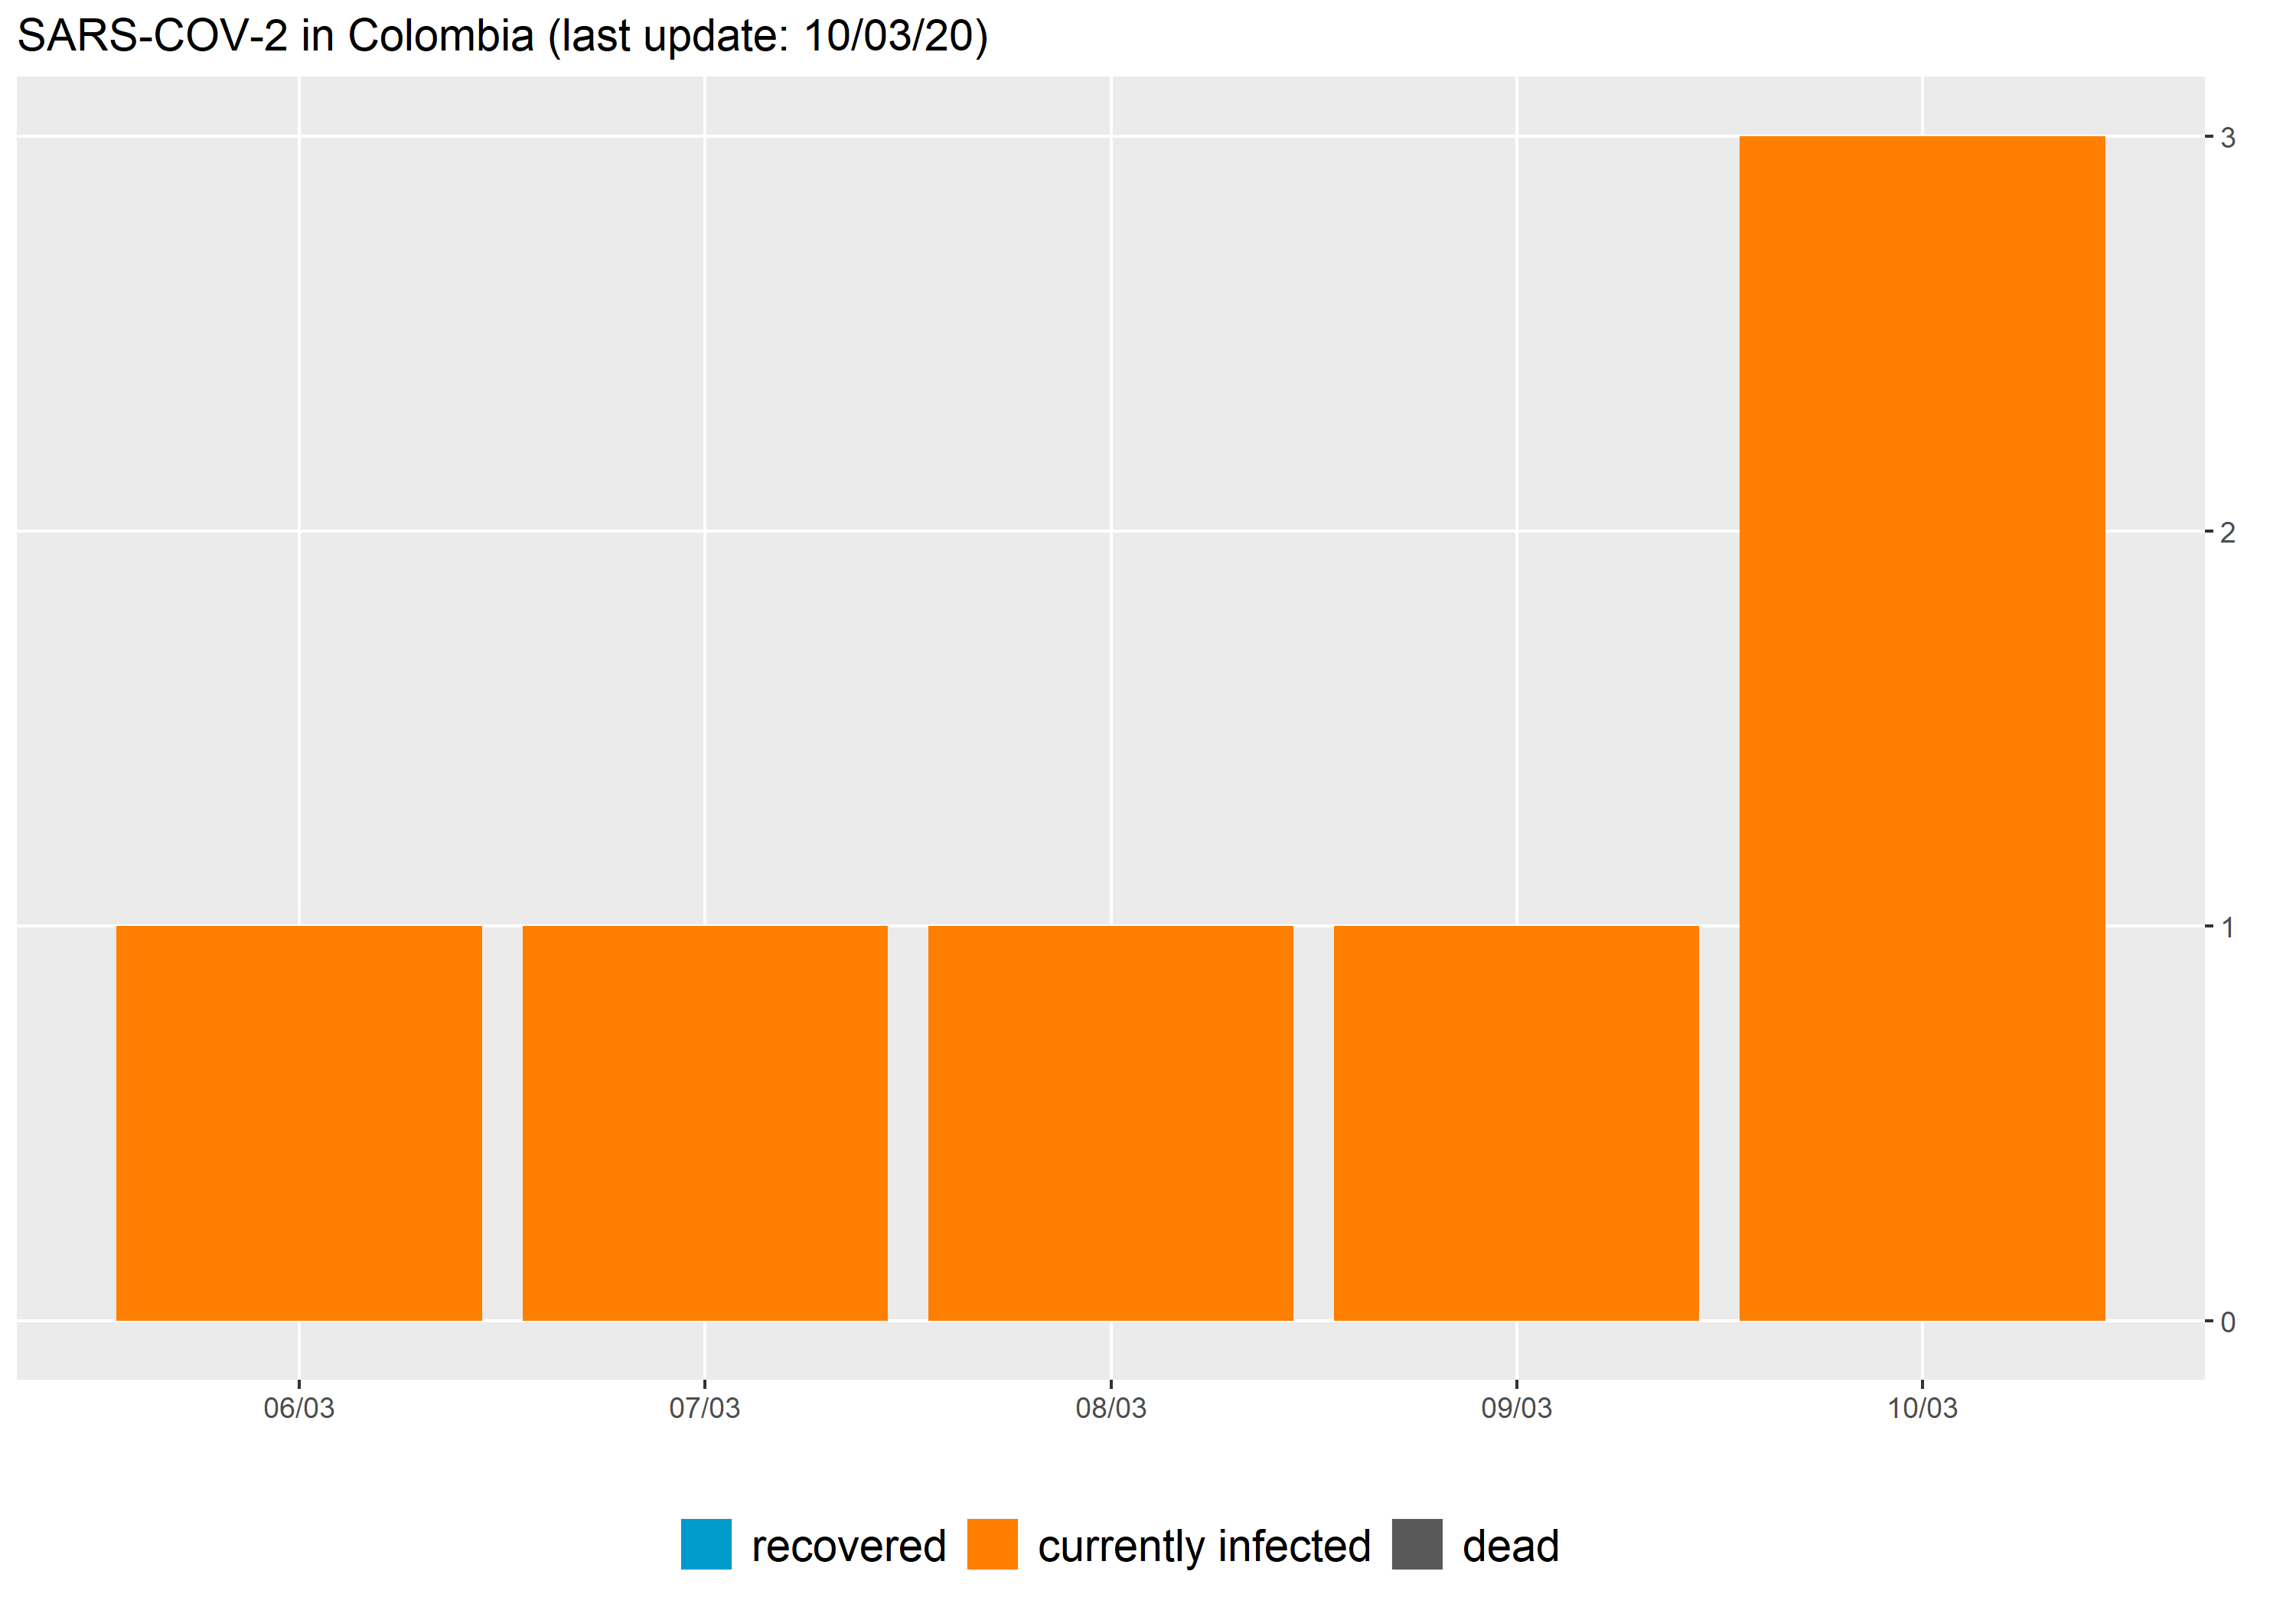 SARS-COV-2 in Colombia (last update: 10/03/20)
3
2
1
0
06/03 07/03 08/03 09/03 10/03
recovered currently infected dead